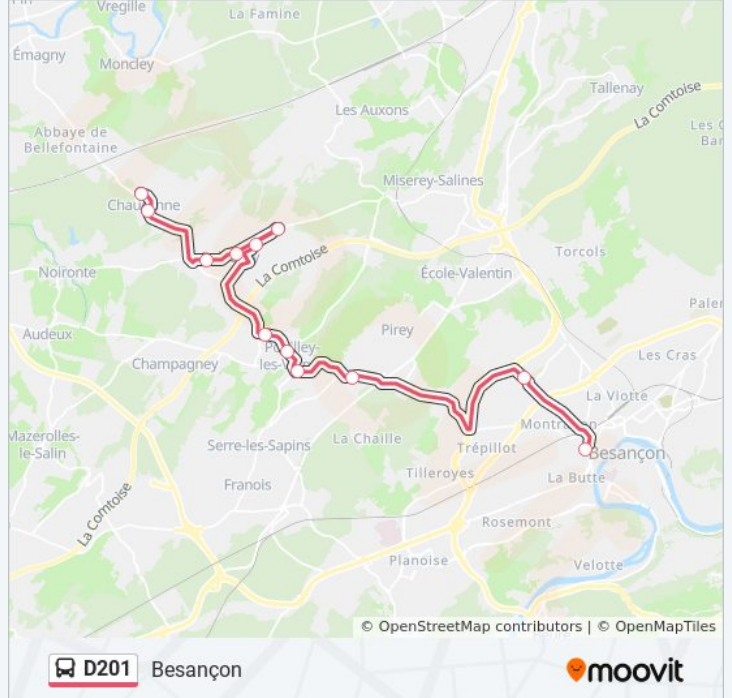 Vregille
La Famine
Émagny
Moncley
Tallenay
La Comtoise
Les Auxons
Abbaye de
Bellefontaine
Miserey-Salines
Torcols
La Comtoise
École-Valentin
Noironte
Pirey
Audeux
Champagney
Les Cras
La Viotte
Mazerolles-
le-Salin
Serre-les-Sapins
La Chaille
Trépillot
Besançon
Tilleroyes
La Butte
Franois
La Comtoise
Rosemont
Planoise
Velotte
© OpenStreetMap contributors | © OpenMapTiles
D201 Besançon
moovit